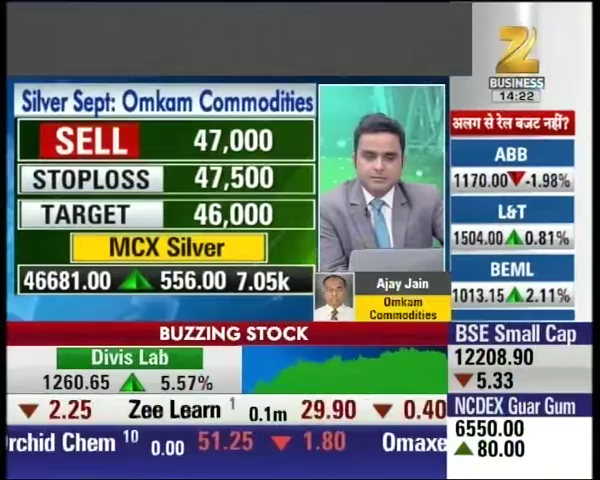 Z
BUSINESS
14:22
Silver Sept: Omkam Commodities
SELL 47,000
STOPLOSS 47,500
TARGET 46,000
MCX Silver
46681.00 556.00 7.05k
Ajay Jain
Omkam
Commodities
अलग से रेल बजट नहीं?
ABB
1170.00 -1.98%
L&T
1504.00 0.81%
BEML
1013.15 2.11%
BUZZING STOCK
Divis Lab
1260.65 5.57%
BSE Small Cap
12208.90
5.33
NCDEX Guar Gum
6550.00
80.00
2.25 Zee Learn 1 0.1m 29.90 0.40
rchid Chem 10 0.00 51.25 1.80 Omaxe